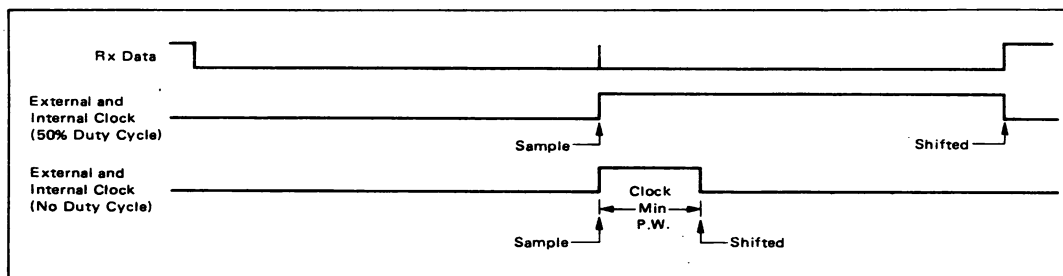 Rx Data
External and
Internal Clock
(50% Duty Cycle)
Sample
Shifted
External and
Internal Clock
(No Duty Cycle)
Clock
Min
P.W.
Sample
Shifted